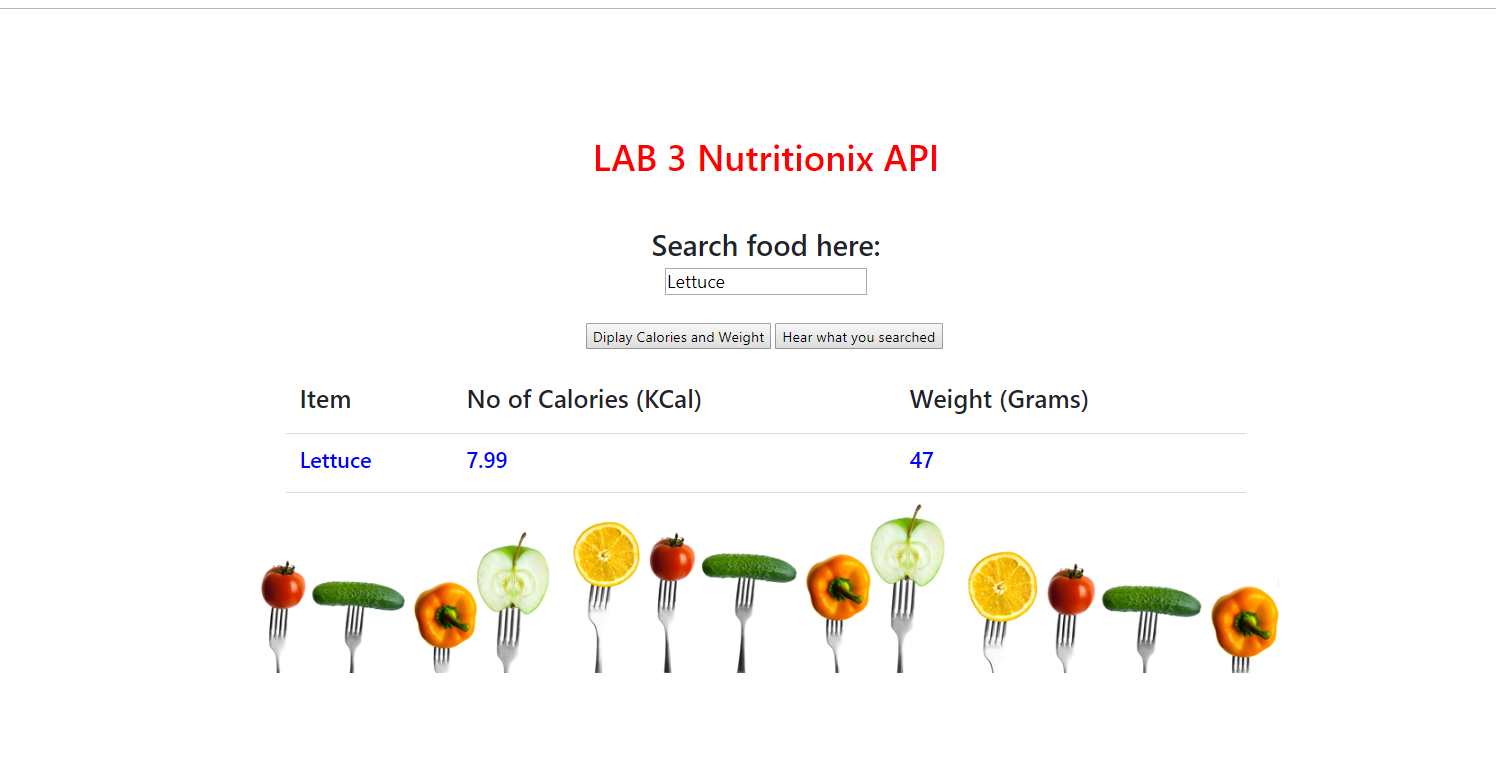 LAB 3 Nutritionix API
Search food here:
Lettuce
Diplay Calories and Weight Hear what you searched
Item No of Calories (KCal) Weight (Grams)
Lettuce 7.99 47